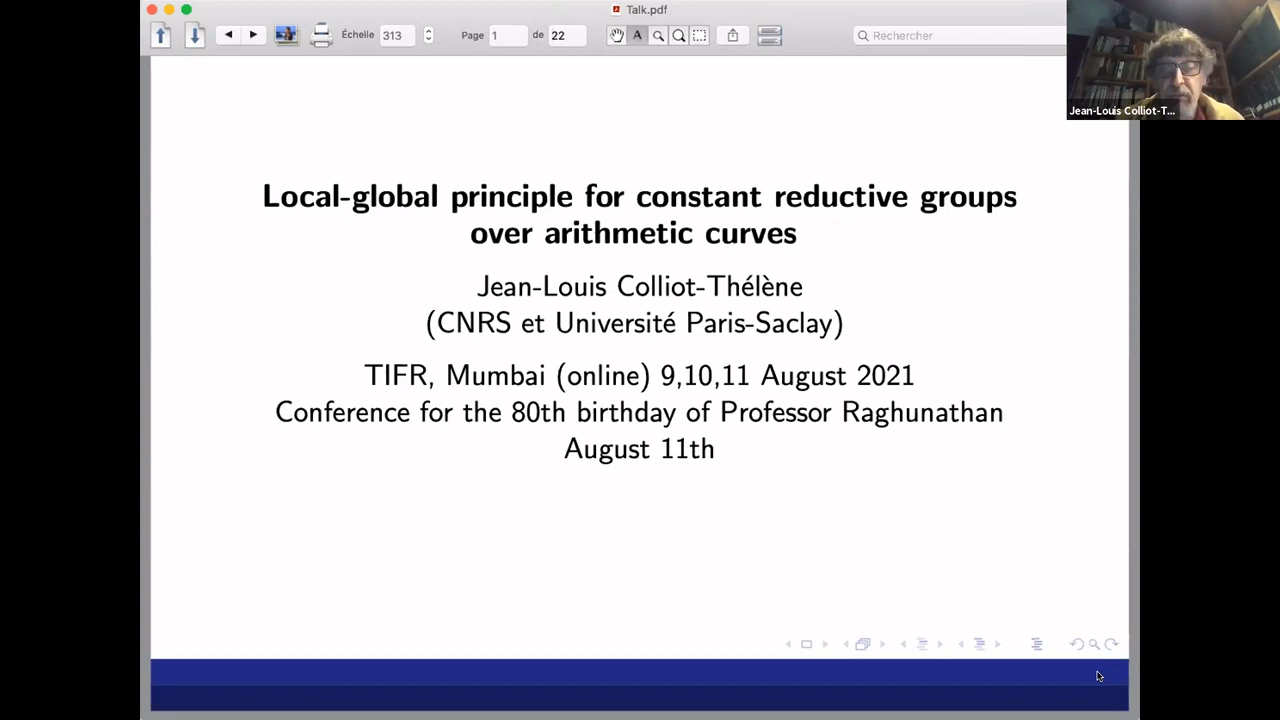 Talk.pdf
Échelle 313 Page 1 de 22 A Rechercher
Jean-Louis Colliot-T...
Local-global principle for constant reductive groups
over arithmetic curves
Jean-Louis Colliot-Thélène
(CNRS et Université Paris-Saclay)
TIFR, Mumbai (online) 9,10,11 August 2021
Conference for the 80th birthday of Professor Raghunathan
August 11th